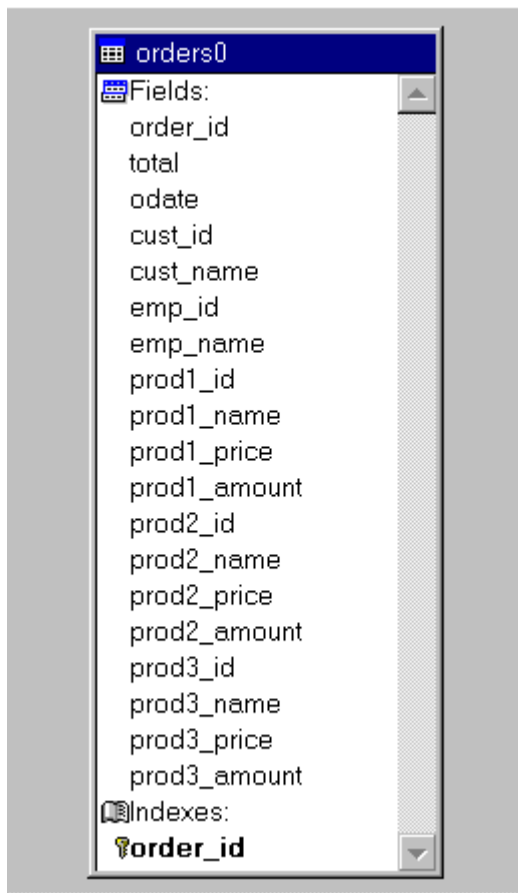 orders0
Fields:
order_id
total
odate
cust_id
cust_name
emp_id
emp_name
prod1_id
prod1_name
prod1_price
prod1_amount
prod2_id
prod2_name
prod2_price
prod2_amount
prod3_id
prod3_name
prod3_price
prod3_amount
Indexes:
order_id